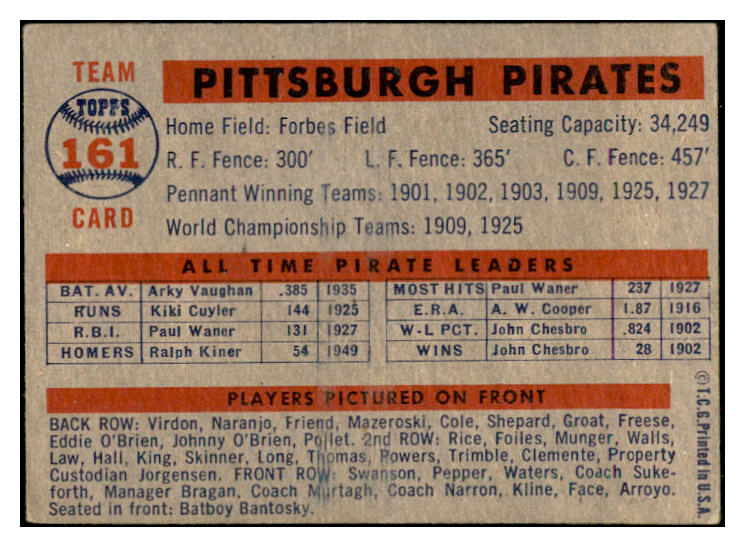 TEAM
TOPPS
161
CARD
PITTSBURGH PIRATES
Home Field: Forbes Field Seating Capacity: 34,249
R. F. Fence: 300′ L. F. Fence: 365′ C. F. Fence: 457′
Pennant Winning Teams: 1901, 1902, 1903, 1909, 1925, 1927
World Championship Teams: 1909, 1925
ALL TIME PIRATE LEADERS
BAT. AV. Arky Vaughan .385 1935
RUNS Kiki Cuyler 144 1925
R.B.I. Paul Waner 131 1927
HOMERS Ralph Kiner 54 1949
MOST HITS Paul Waner 237 1927
E.R.A. A. W. Cooper 1.87 1916
W-L PCT. John Chesbro .824 1902
WINS John Chesbro 28 1902
PLAYERS PICTURED ON FRONT
BACK ROW: Virdon, Naranjo, Friend, Mazeroski, Cole, Shepard, Groat, Freese,
Eddie O'Brien, Johnny O'Brien, Pollet. 2nd ROW: Rice, Foiles, Munger, Walls,
Law, Hall, King, Skinner, Long, Thomas, Powers, Trimble, Clemente, Property
Custodian Jorgensen. FRONT ROW: Swanson, Pepper, Waters, Coach Suke-
forth, Manager Bragan, Coach Murtagh, Coach Narron, Kline, Face, Arroyo.
Seated in front: Batboy Bantosky.
© T.C.G. Printed in U.S.A.